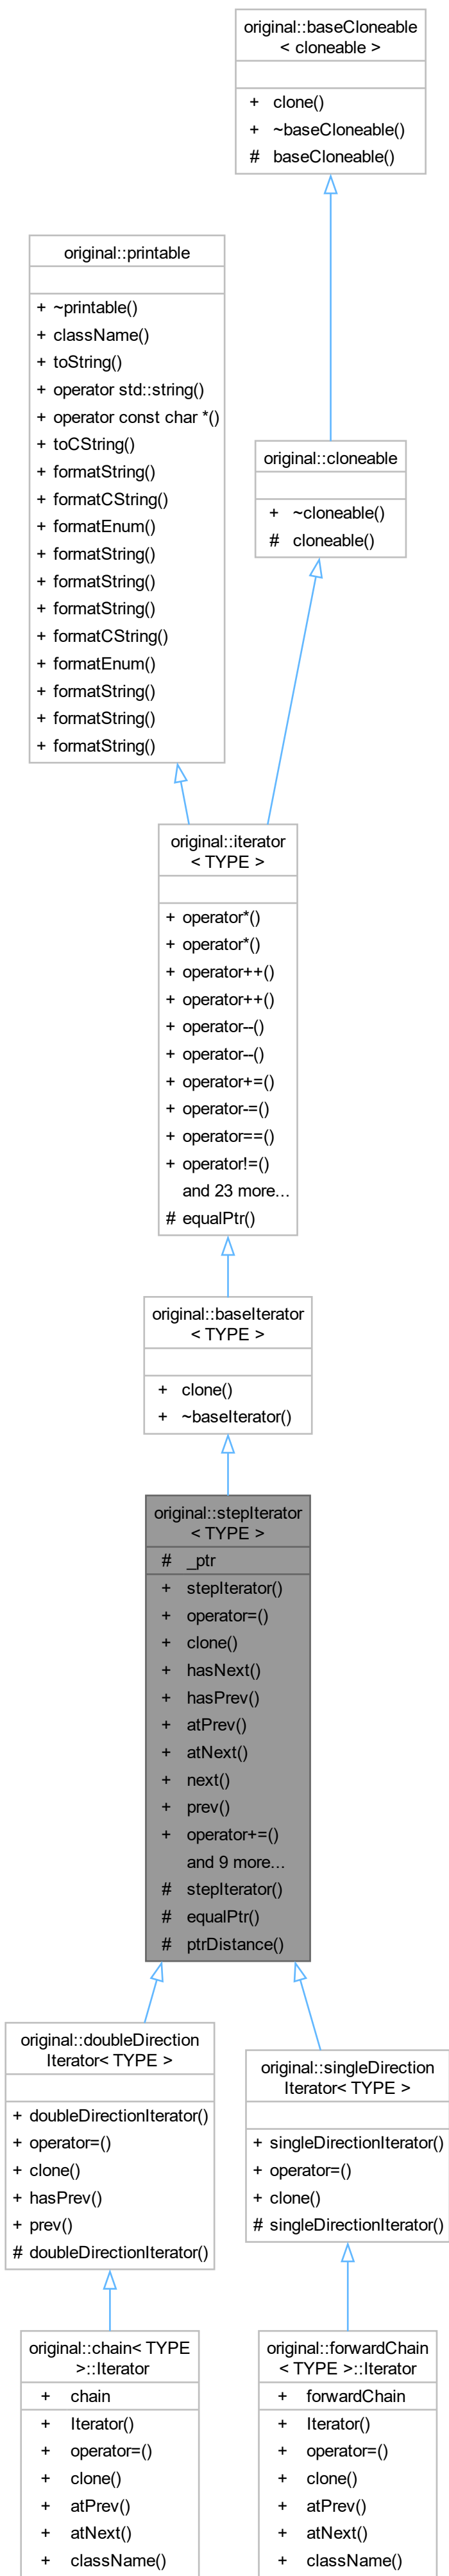 original::baseCloneable
< cloneable >
+ clone()
+ ~baseCloneable()
# baseCloneable()
original::printable
+ ~printable()
+ className()
+ toString()
+ operator std::string()
+ operator const char *()
+ toCString()
+ formatString()
+ formatCString()
+ formatEnum()
+ formatString()
+ formatString()
+ formatString()
+ formatCString()
+ formatEnum()
+ formatString()
+ formatString()
+ formatString()
original::cloneable
+ ~cloneable()
# cloneable()
original::iterator
< TYPE >
+ operator*()
+ operator*()
+ operator++()
+ operator++()
+ operator--()
+ operator--()
+ operator+=()
+ operator-=()
+ operator==()
+ operator!=()
and 23 more...
# equalPtr()
original::baseIterator
< TYPE >
+ clone()
+ ~baseIterator()
original::stepIterator
< TYPE >
# _ptr
+ stepIterator()
+ operator=()
+ clone()
+ hasNext()
+ hasPrev()
+ atPrev()
+ atNext()
+ next()
+ prev()
+ operator+=()
and 9 more...
# stepIterator()
# equalPtr()
# ptrDistance()
original::doubleDirection
Iterator< TYPE >
+ doubleDirectionIterator()
+ operator=()
+ clone()
+ hasPrev()
+ prev()
# doubleDirectionIterator()
original::singleDirection
Iterator< TYPE >
+ singleDirectionIterator()
+ operator=()
+ clone()
# singleDirectionIterator()
original::chain< TYPE
>::Iterator
+ chain
+ Iterator()
+ operator=()
+ clone()
+ atPrev()
+ atNext()
+ className()
original::forwardChain
< TYPE >::Iterator
+ forwardChain
+ Iterator()
+ operator=()
+ clone()
+ atPrev()
+ atNext()
+ className()